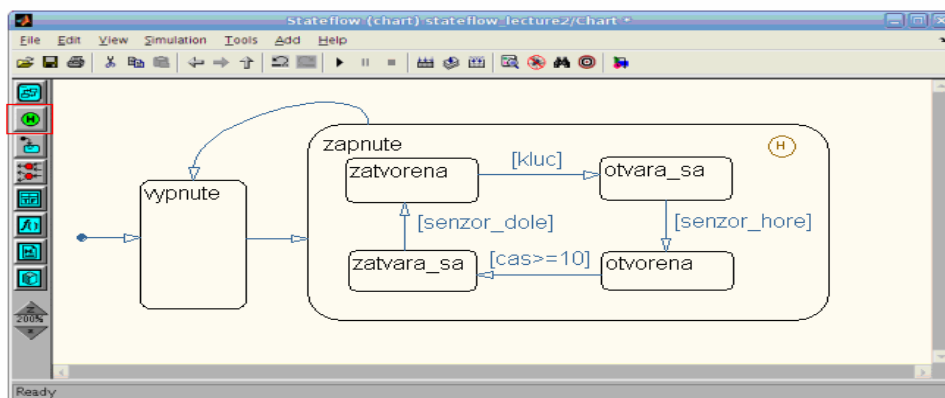 Stateflow (chart) stateflow_lecture2/Chart *
File Edit View Simulation Tools Add Help
H
zapnute
H
zatvorena
[kluc]
otvara_sa
vypnute
[senzor_dole]
[senzor_hore]
zatvara_sa
[cas>=10]
otvorena
f()
200%
Ready